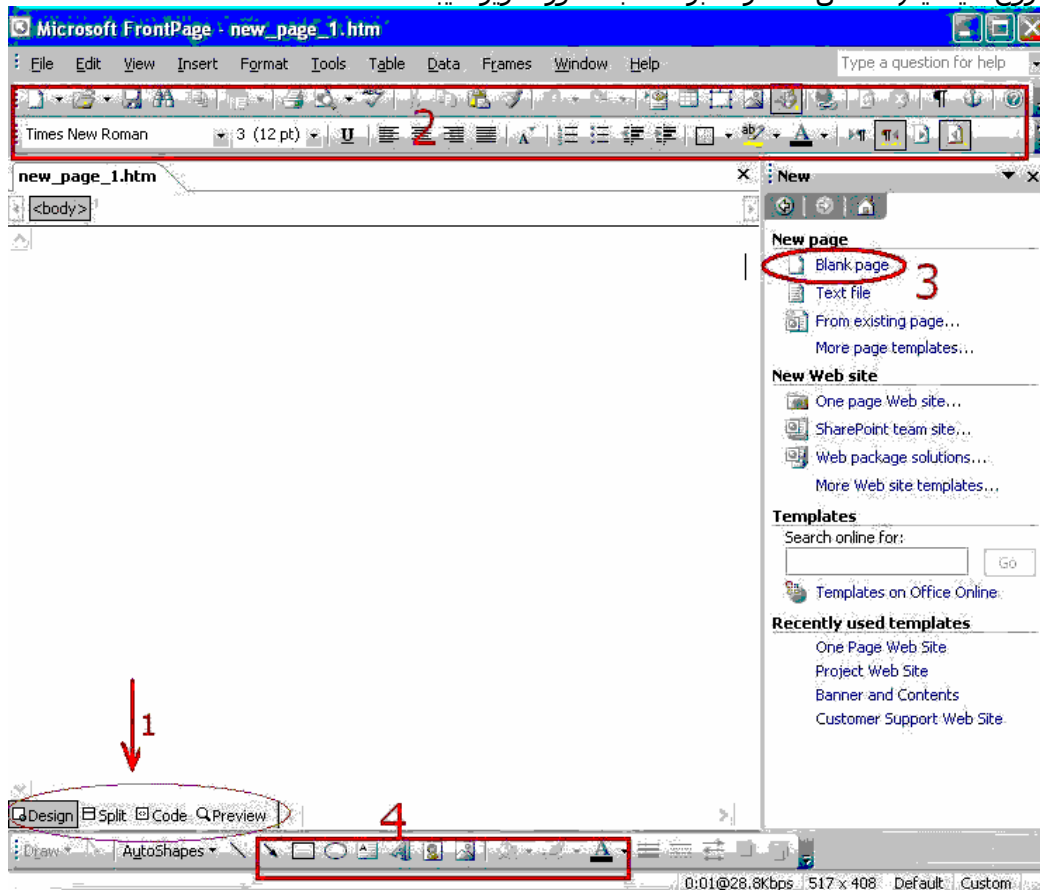 Microsoft FrontPage - new_page_1.htm
File Edit View Insert Format Tools Table Data Frames Window Help Type a question for help
2
Times New Roman 3 (12 pt) U A ab A
new_page_1.htm
New
<body>
New page
Blank page
3
Text file
From existing page...
More page templates...
New Web site
One page Web site...
SharePoint team site...
Web package solutions...
More Web site templates...
Templates
Search online for:
Go
Templates on Office Online
Recently used templates
One Page Web Site
Project Web Site
Banner and Contents
Customer Support Web Site
1
Design Split Code Preview
4
Draw AutoShapes A
0:01@28.8Kbps 517 x 408 Default Custom